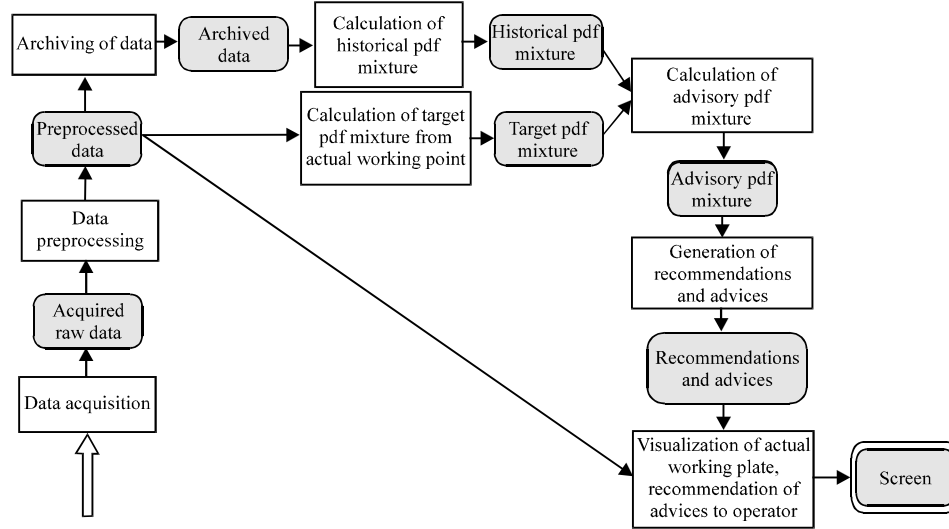 Archiving of data
Archived
data
Calculation of
historical pdf
mixture
Historical pdf
mixture
Calculation of
advisory pdf
mixture
Preprocessed
data
Calculation of target
pdf mixture from
actual working point
Target pdf
mixture
Advisory pdf
mixture
Data
preprocessing
Generation of
recommendations
and advices
Acquired
raw data
Recommendations
and advices
Data acquisition
Visualization of actual
working plate,
recommendation of
advices to operator
Screen